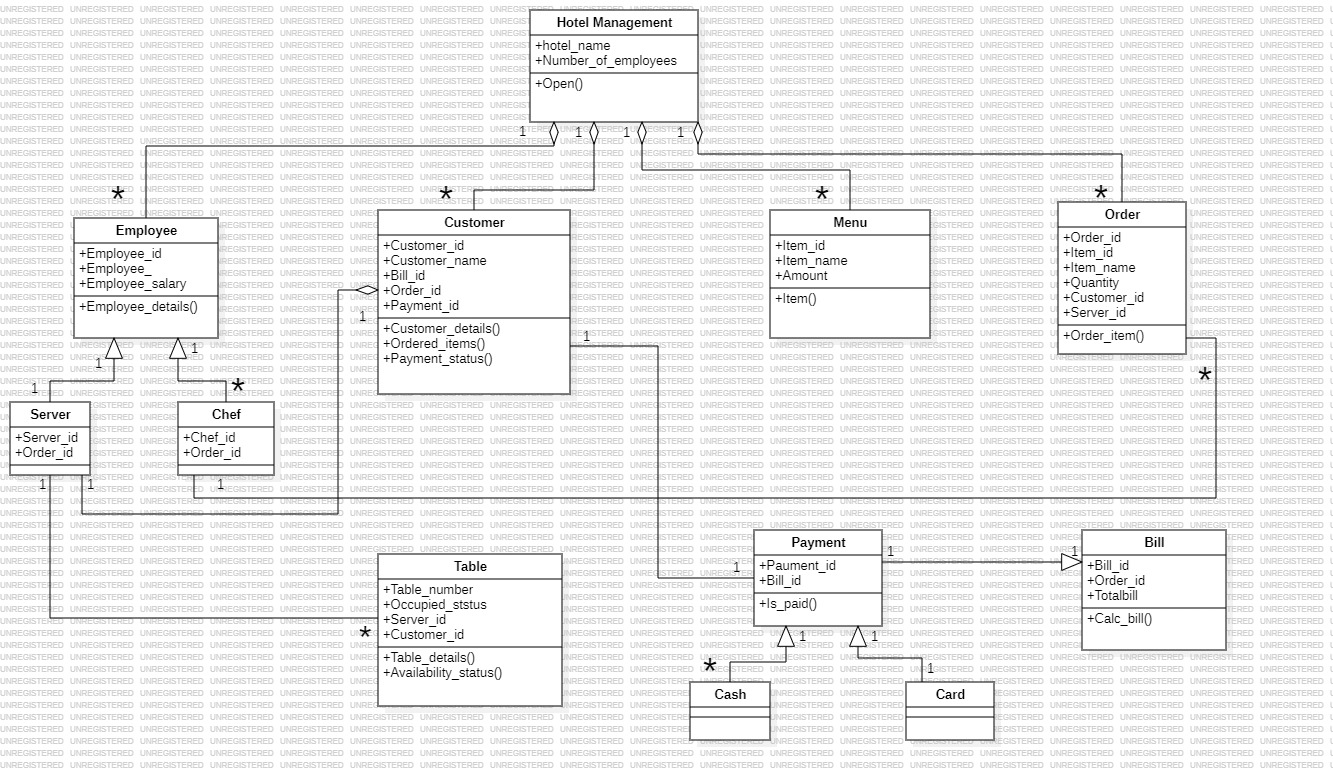 Hotel Management
+hotel_name
+Number_of_employees
+Open()
1
1
1
1
*
*
*
*
Employee
+Employee_id
+Employee_
+Employee_salary
+Employee_details()
Customer
+Customer_id
+Customer_name
+Bill_id
+Order_id
+Payment_id
+Customer_details()
+Ordered_items()
+Payment_status()
Menu
+Item_id
+Item_name
+Amount
+Item()
Order
+Order_id
+Item_id
+Item_name
+Quantity
+Customer_id
+Server_id
+Order_item()
1
1
1
1
1
*
*
Server
+Server_id
+Order_id
Chef
+Chef_id
+Order_id
1
1
1
Table
+Table_number
+Occupied_ststus
+Server_id
+Customer_id
+Table_details()
+Availability_status()
*
1
Payment
+Paument_id
+Bill_id
+Is_paid()
1
1
Bill
+Bill_id
+Order_id
+Totalbill
+Calc_bill()
1
1
*
1
Cash
Card
UNREGISTERED